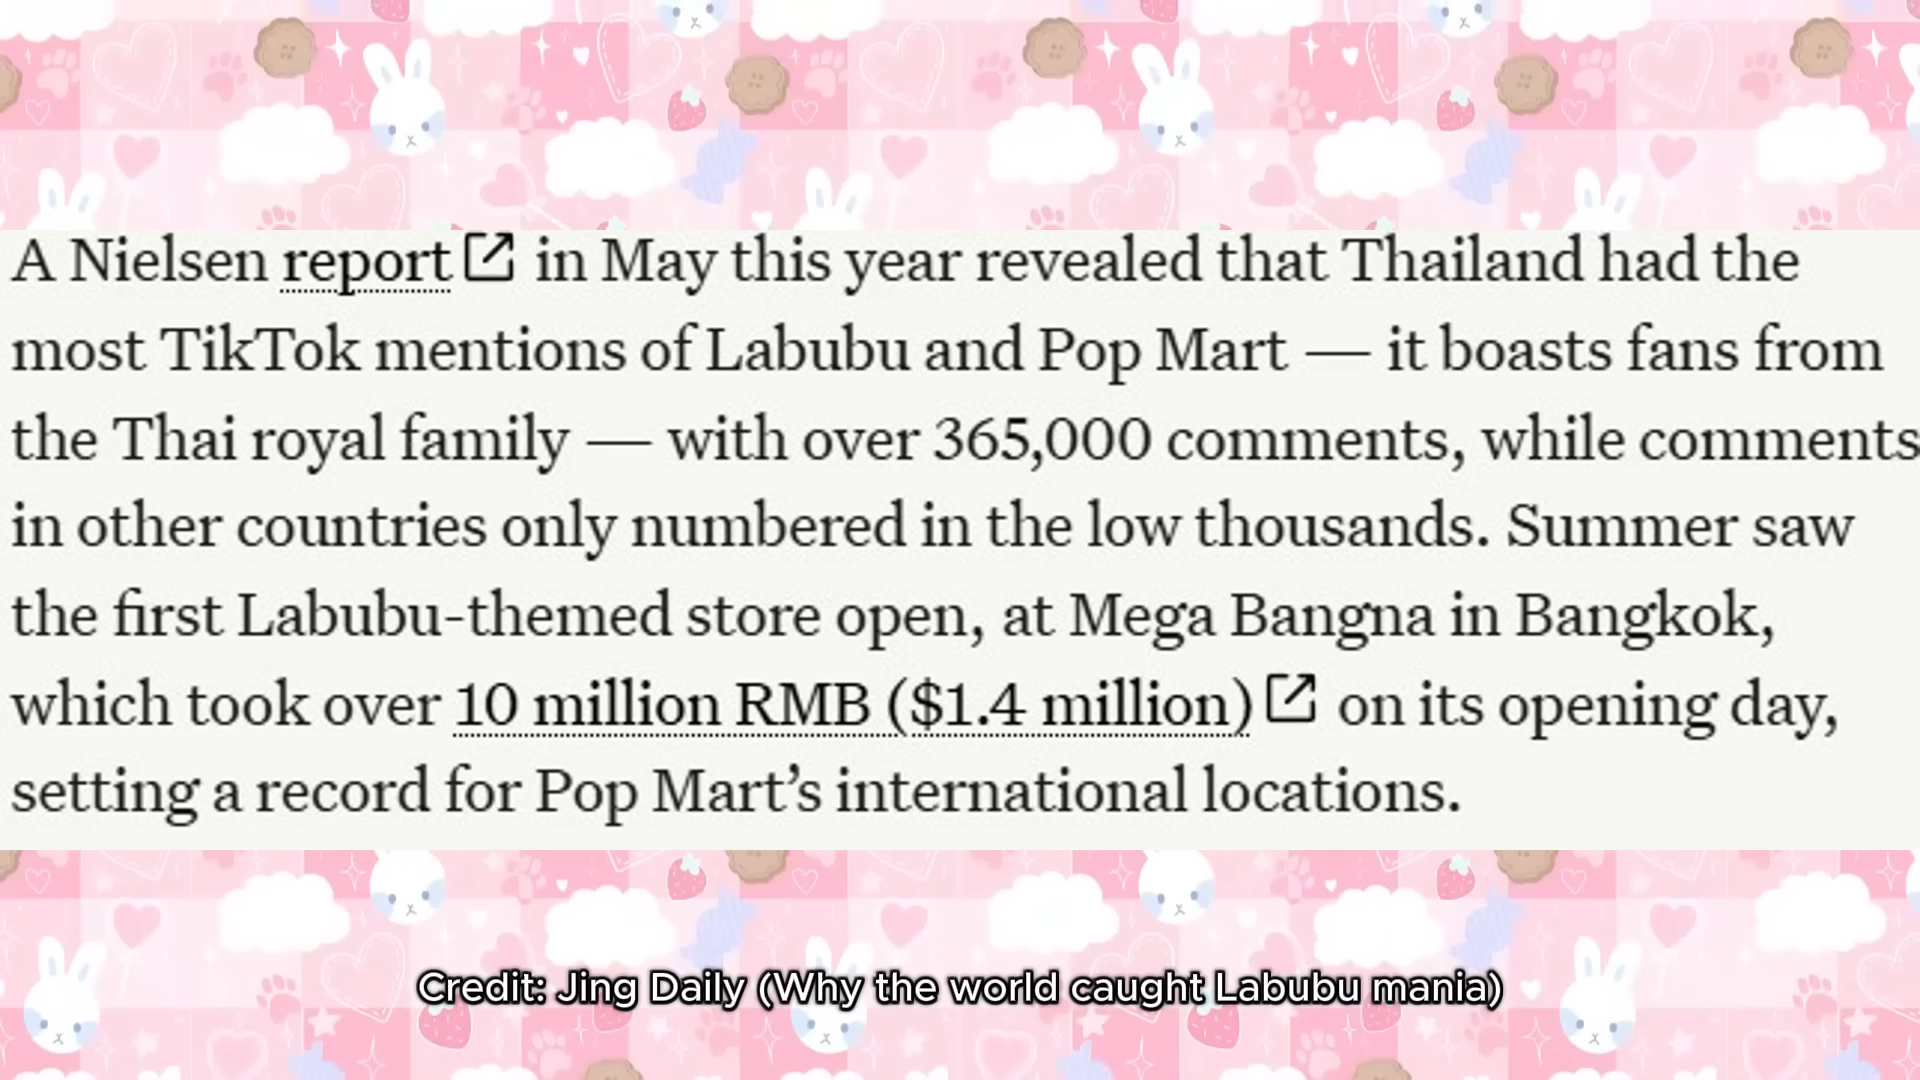 A Nielsen report in May this year revealed that Thailand had the
most TikTok mentions of Labubu and Pop Mart — it boasts fans from
the Thai royal family — with over 365,000 comments, while comments
in other countries only numbered in the low thousands. Summer saw
the first Labubu-themed store open, at Mega Bangna in Bangkok,
which took over 10 million RMB ($1.4 million) on its opening day,
setting a record for Pop Mart’s international locations.
Credit: Jing Daily (Why the world caught Labubu mania)